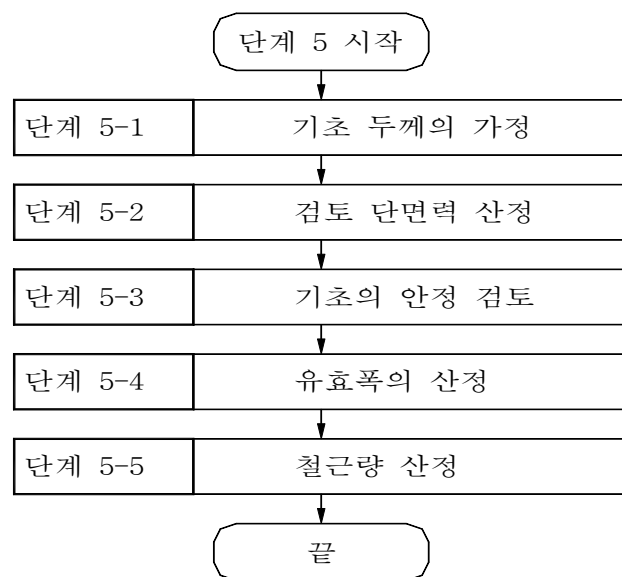 단계 5 시작
단계 5-1 기초 두께의 가정
단계 5-2 검토 단면력 산정
단계 5-3 기초의 안정 검토
단계 5-4 유효폭의 산정
단계 5-5 철근량 산정
끝